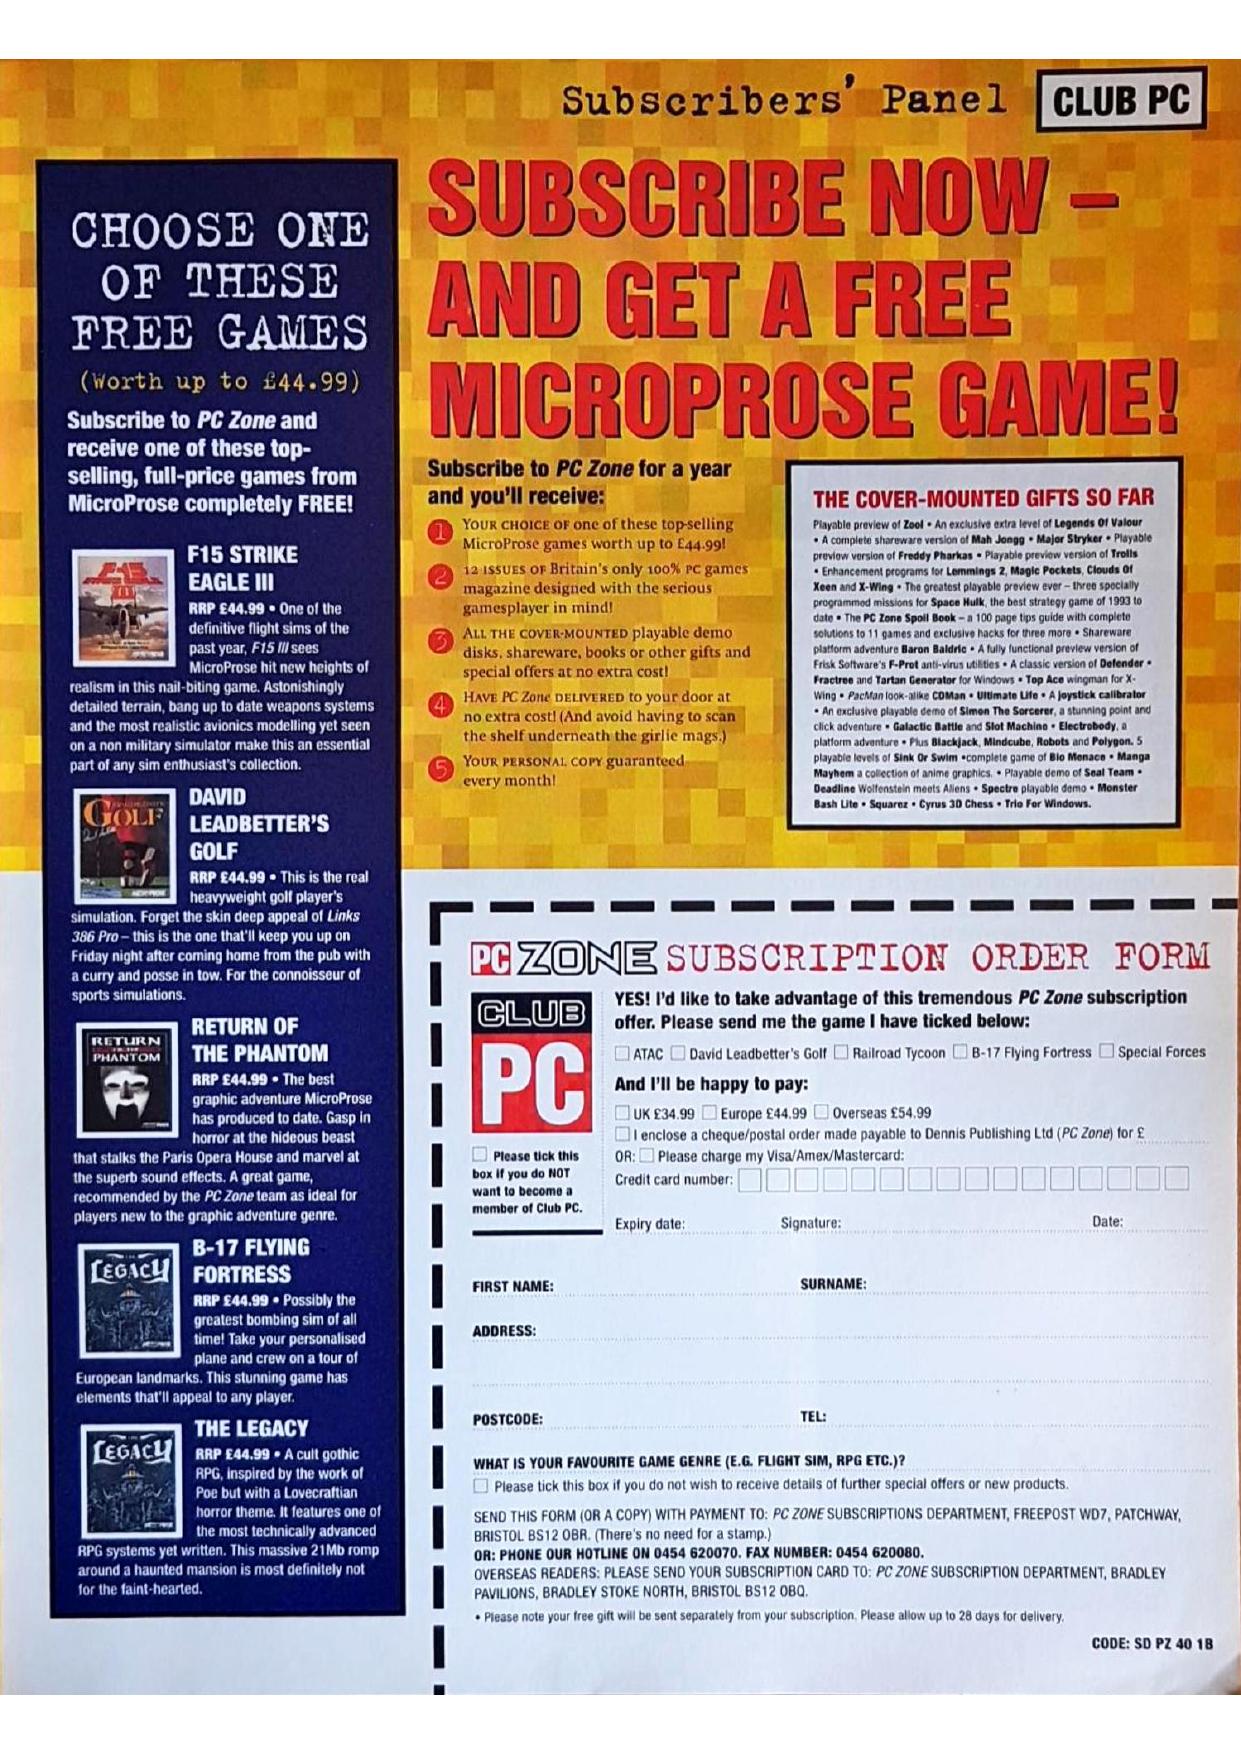 Subscribers' Panel CLUB PC
CHOOSE ONE
OF THESE
FREE GAMES
(Worth up to £44.99)
Subscribe to PC Zone and
receive one of these top-
selling, full-price games from
MicroProse completely FREE!
F15 STRIKE
EAGLE III
RRP £44.99 • One of the
definitive flight sims of the
past year, F15 III sees
MicroProse hit new heights of
realism in this nail-biting game. Astonishingly
detailed terrain, bang up to date weapons systems
and the most realistic avionics modelling yet seen
on a non military simulator make this an essential
part of any sim enthusiast's collection.
GOLF
DAVID
LEADBETTER'S
GOLF
RRP £44.99 • This is the real
heavyweight golf player's
simulation. Forget the skin deep appeal of Links
386 Pro – this is the one that'll keep you up on
Friday night after coming home from the pub with
a curry and posse in tow. For the connoisseur of
sports simulations.
RETURN
PHANTOM
RETURN OF
THE PHANTOM
RRP £44.99 • The best
graphic adventure MicroProse
has produced to date. Gasp in
horror at the hideous beast
that stalks the Paris Opera House and marvel at
the superb sound effects. A great game,
recommended by the PC Zone team as ideal for
players new to the graphic adventure genre.
LEGACY
B-17 FLYING
FORTRESS
RRP £44.99 • Possibly the
greatest bombing sim of all
time! Take your personalised
plane and crew on a tour of
European landmarks. This stunning game has
elements that'll appeal to any player.
LEGACY
THE LEGACY
RRP £44.99 • A cult gothic
RPG, inspired by the work of
Poe but with a Lovecraftian
horror theme. It features one of
the most technically advanced
RPG systems yet written. This massive 21Mb romp
around a haunted mansion is most definitely not
for the faint-hearted.
SUBSCRIBE NOW –
AND GET A FREE
MICROPROSE GAME!
Subscribe to PC Zone for a year
and you'll receive:
1 YOUR CHOICE OF one of these top-selling
MicroProse games worth up to £44.99!
2 12 ISSUES OF Britain's only 100% PC games
magazine designed with the serious
gamesplayer in mind!
3 ALL THE COVER-MOUNTED playable demo
disks, shareware, books or other gifts and
special offers at no extra cost!
4 HAVE PC Zone DELIVERED to your door at
no extra cost! (And avoid having to scan
the shelf underneath the girlie mags.)
5 YOUR PERSONAL COPY guaranteed
every month!
THE COVER-MOUNTED GIFTS SO FAR
Playable preview of Zool • An exclusive extra level of Legends Of Valour
• A complete shareware version of Mah Jongg • Major Stryker • Playable
preview version of Freddy Pharkas • Playable preview version of Trolls
• Enhancement programs for Lemmings 2, Magic Pockets, Clouds Of
Xeen and X-Wing • The greatest playable preview ever – three specially
programmed missions for Space Hulk, the best strategy game of 1993 to
date • The PC Zone Spoil Book – a 100 page tips guide with complete
solutions to 11 games and exclusive hacks for three more • Shareware
platform adventure Baron Baldric • A fully functional preview version of
Frisk Software's F-Prot anti-virus utilities • A classic version of Defender •
Fractree and Tartan Generator for Windows • Top Ace wingman for X-
Wing • PacMan look-alike CDMan • Ultimate Life • A joystick calibrator
• An exclusive playable demo of Simon The Sorcerer, a stunning point and
click adventure • Galactic Battle and Slot Machine • Electrobody, a
platform adventure • Plus Blackjack, Mindcube, Robots and Polygon. 5
playable levels of Sink Or Swim •complete game of Bio Menace • Manga
Mayhem a collection of anime graphics. • Playable demo of Seal Team •
Deadline Wolfenstein meets Aliens • Spectre playable demo • Monster
Bash Lite • Squarez • Cyrus 3D Chess • Trio For Windows.
PC ZONE SUBSCRIPTION ORDER FORM
CLUB
PC
Please tick this
box if you do NOT
want to become a
member of Club PC.
YES! I'd like to take advantage of this tremendous PC Zone subscription
offer. Please send me the game I have ticked below:
ATAC David Leadbetter's Golf Railroad Tycoon B-17 Flying Fortress Special Forces
And I'll be happy to pay:
UK £34.99 Europe £44.99 Overseas £54.99
I enclose a cheque/postal order made payable to Dennis Publishing Ltd (PC Zone) for £
OR: Please charge my Visa/Amex/Mastercard:
Credit card number:
Expiry date: Signature: Date:
FIRST NAME: SURNAME:
ADDRESS:
POSTCODE: TEL:
WHAT IS YOUR FAVOURITE GAME GENRE (E.G. FLIGHT SIM, RPG ETC.)?
Please tick this box if you do not wish to receive details of further special offers or new products.
SEND THIS FORM (OR A COPY) WITH PAYMENT TO: PC ZONE SUBSCRIPTIONS DEPARTMENT, FREEPOST WD7, PATCHWAY,
BRISTOL BS12 OBR. (There's no need for a stamp.)
OR: PHONE OUR HOTLINE ON 0454 620070. FAX NUMBER: 0454 620080.
OVERSEAS READERS: PLEASE SEND YOUR SUBSCRIPTION CARD TO: PC ZONE SUBSCRIPTION DEPARTMENT, BRADLEY
PAVILIONS, BRADLEY STOKE NORTH, BRISTOL BS12 OBQ.
• Please note your free gift will be sent separately from your subscription. Please allow up to 28 days for delivery.
CODE: SD PZ 40 1B